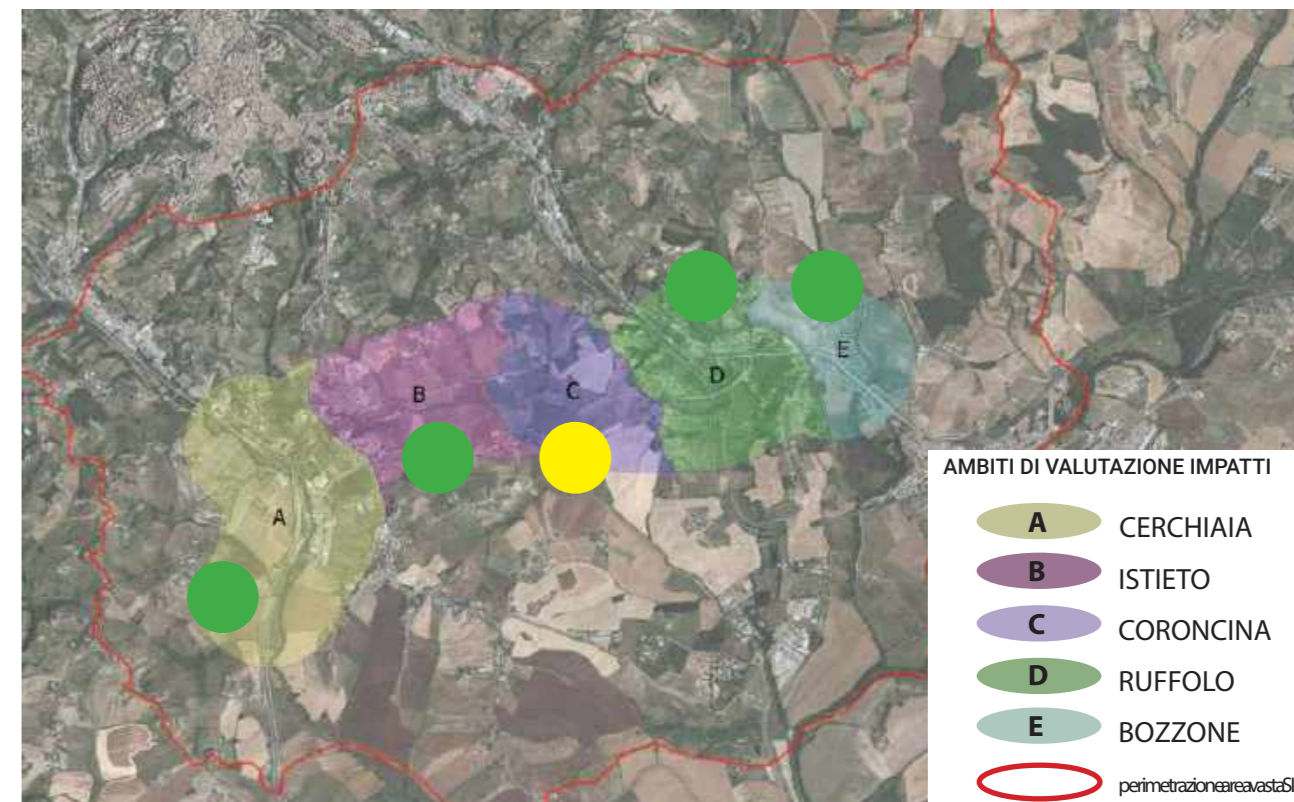 A
B
C
D
E
AMBITI DI VALUTAZIONE IMPATTI
A CERCHIAIA
B ISTIETO
C CORONCINA
D RUFFOLO
E BOZZONE
perimetrazioneareavastaSI